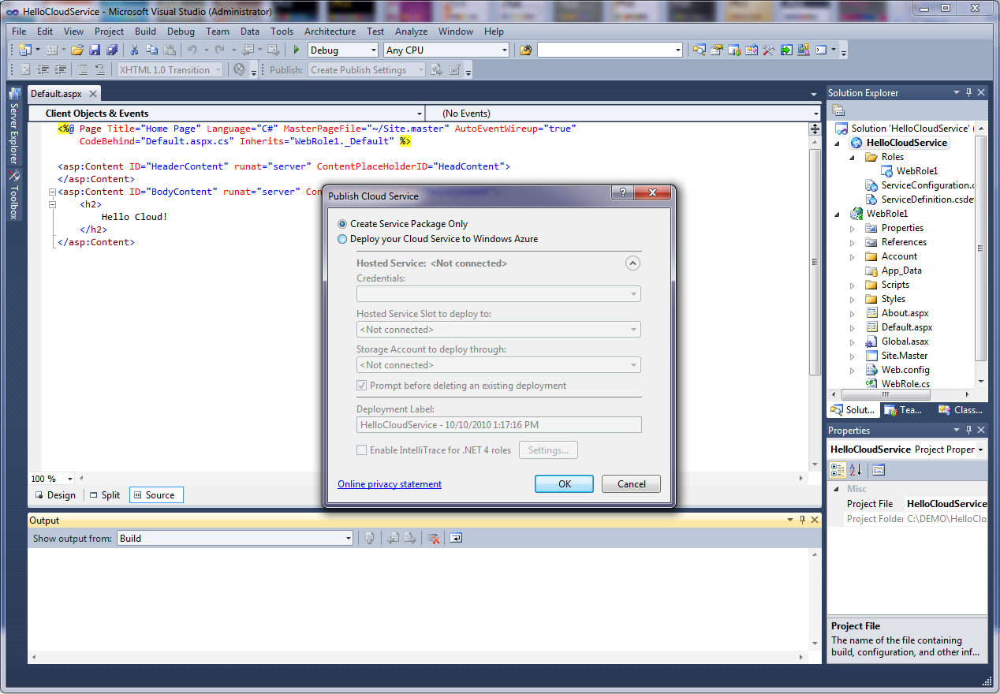 HelloCloudService - Microsoft Visual Studio (Administrator)
File Edit View Project Build Debug Team Data Tools Architecture Test Analyze Window Help
Debug Any CPU
XHTML 1.0 Transition Publish: Create Publish Settings
Server Explorer
Toolbox
Default.aspx
Client Objects & Events (No Events)
<%@ Page Title="Home Page" Language="C#" MasterPageFile="~/Site.master" AutoEventWireup="true"
CodeBehind="Default.aspx.cs" Inherits="WebRole1._Default" %>
<asp:Content ID="HeaderContent" runat="server" ContentPlaceHolderID="HeadContent">
</asp:Content>
<asp:Content ID="BodyContent" runat="server" Co
<h2>
Hello Cloud!
</h2>
</asp:Content>
100 %
Design Split Source
Publish Cloud Service
?
Create Service Package Only
Deploy your Cloud Service to Windows Azure
Hosted Service: <Not connected>
Credentials:
Hosted Service Slot to deploy to:
<Not connected>
Storage Account to deploy through:
<Not connected>
Prompt before deleting an existing deployment
Deployment Label:
HelloCloudService - 10/10/2010 1:17:16 PM
Enable IntelliTrace for .NET 4 roles Settings...
Online privacy statement OK Cancel
Output
Show output from: Build
Solution Explorer
Solution 'HelloCloudService' (
HelloCloudService
Roles
WebRole1
ServiceConfiguration.c
ServiceDefinition.csdef
WebRole1
Properties
References
Account
App_Data
Scripts
Styles
About.aspx
Default.aspx
Global.asax
Site.Master
Web.config
WebRole.cs
Solut... Tea... Class...
Properties
HelloCloudService Project Proper
Misc
Project File HelloCloudService
Project Folder C:\DEMO\HelloClo
Project File
The name of the file containing
build, configuration, and other inf...